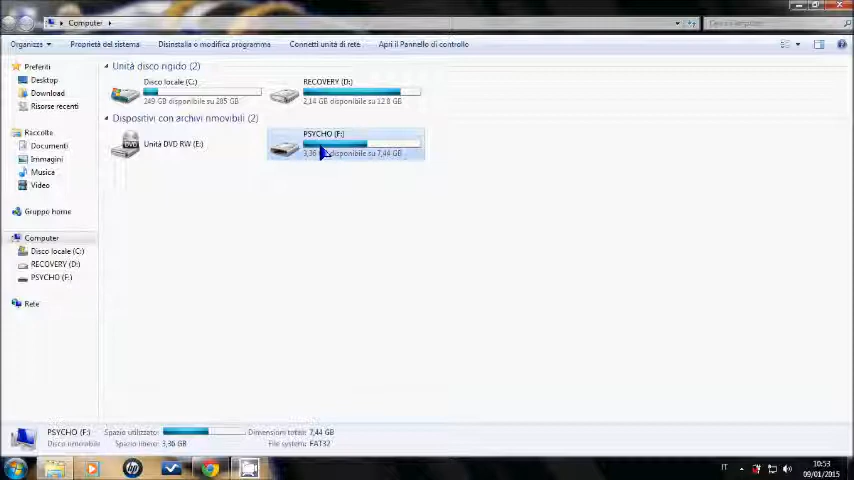 Computer
Organizza
Proprietà del sistema
Disinstalla o modifica programma
Connetti unità di rete
Apri il Pannello di controllo
Preferiti
Desktop
Download
Risorse recenti
Raccolte
Documenti
Immagini
Musica
Video
Gruppo home
Computer
Disco locale (C:)
RECOVERY (D:)
PSYCHO (F:)
Rete
Unità disco rigido (2)
Disco locale (C:)
249 GB disponibile su 285 GB
RECOVERY (D:)
2,14 GB disponibile su 12,8 GB
Dispositivi con archivi rimovibili (2)
Unità DVD RW (E:)
PSYCHO (F:)
3,36 disponibile su 7,44 GB
PSYCHO (F:)
Spazio utilizzato:
Dimensioni totali: 7,44 GB
Disco rimovibile
Spazio libero: 3,36 GB
File system: FAT32
IT
10:53
09/01/2015